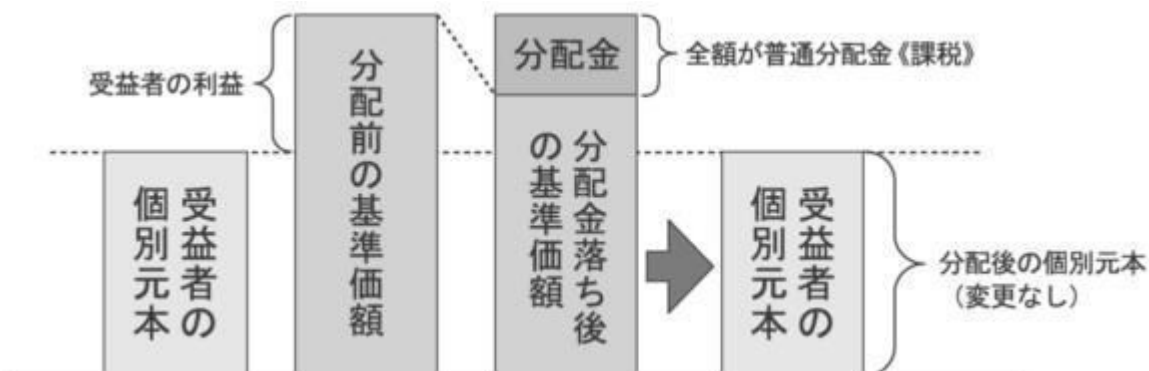 受益者の利益
受益者の
個別元本
分配前の基準価額
分配金
全額が普通分配金《課税》
分配金落ち後
の基準価額
受益者の
個別元本
分配後の個別元本
（変更なし）